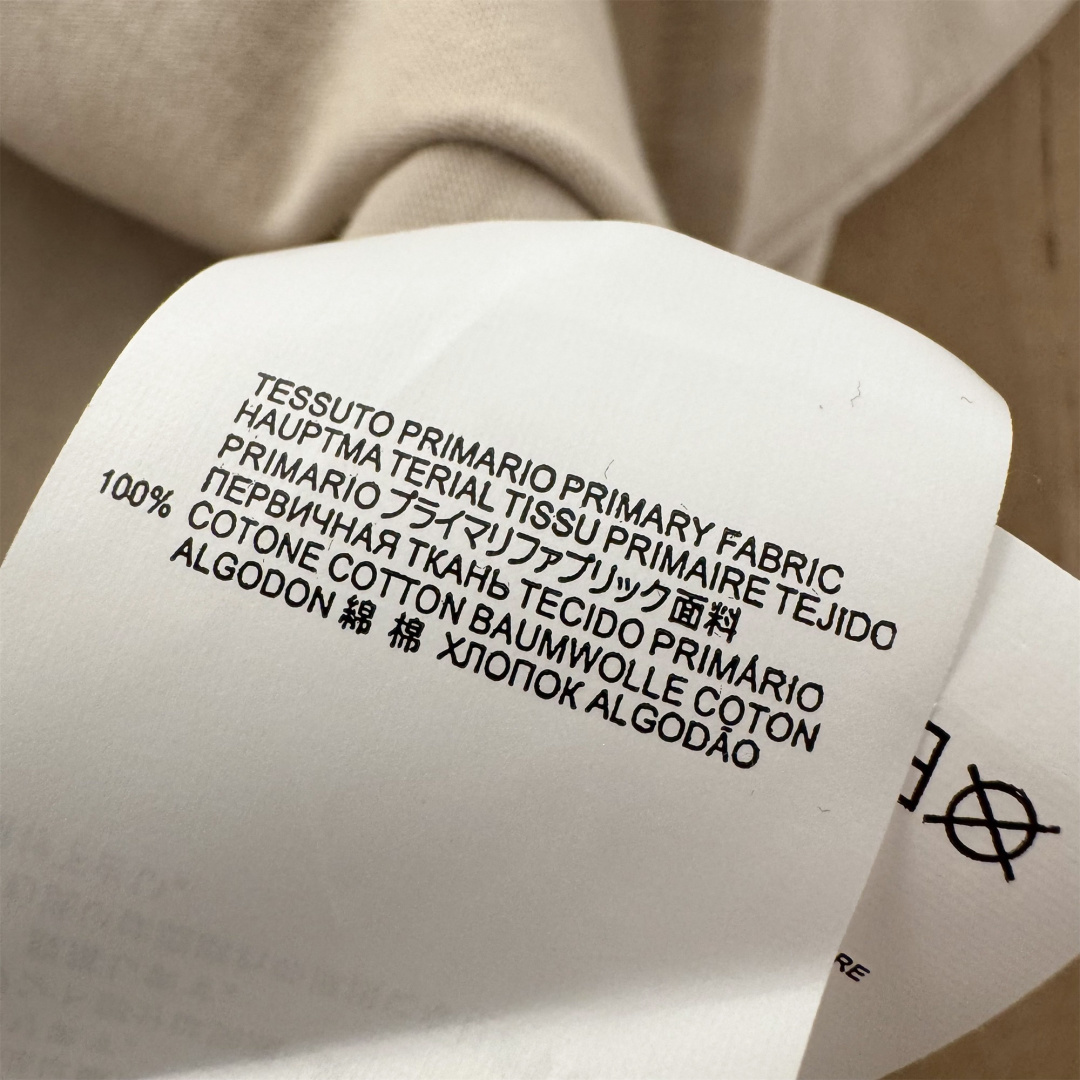 TESSUTO PRIMARIO PRIMARY FABRIC
HAUPTMA TERIAL TISSU PRIMAIRE TEJIDO
PRIMARIO プライマリファブリック面料
ПЕРВИЧНАЯ ТКАНЬ TECIDO PRIMÁRIO
100% COTONE COTTON BAUMWOLLE COTON
ALGODON 綿 棉 ХЛОПОК ALGODÃO
RE